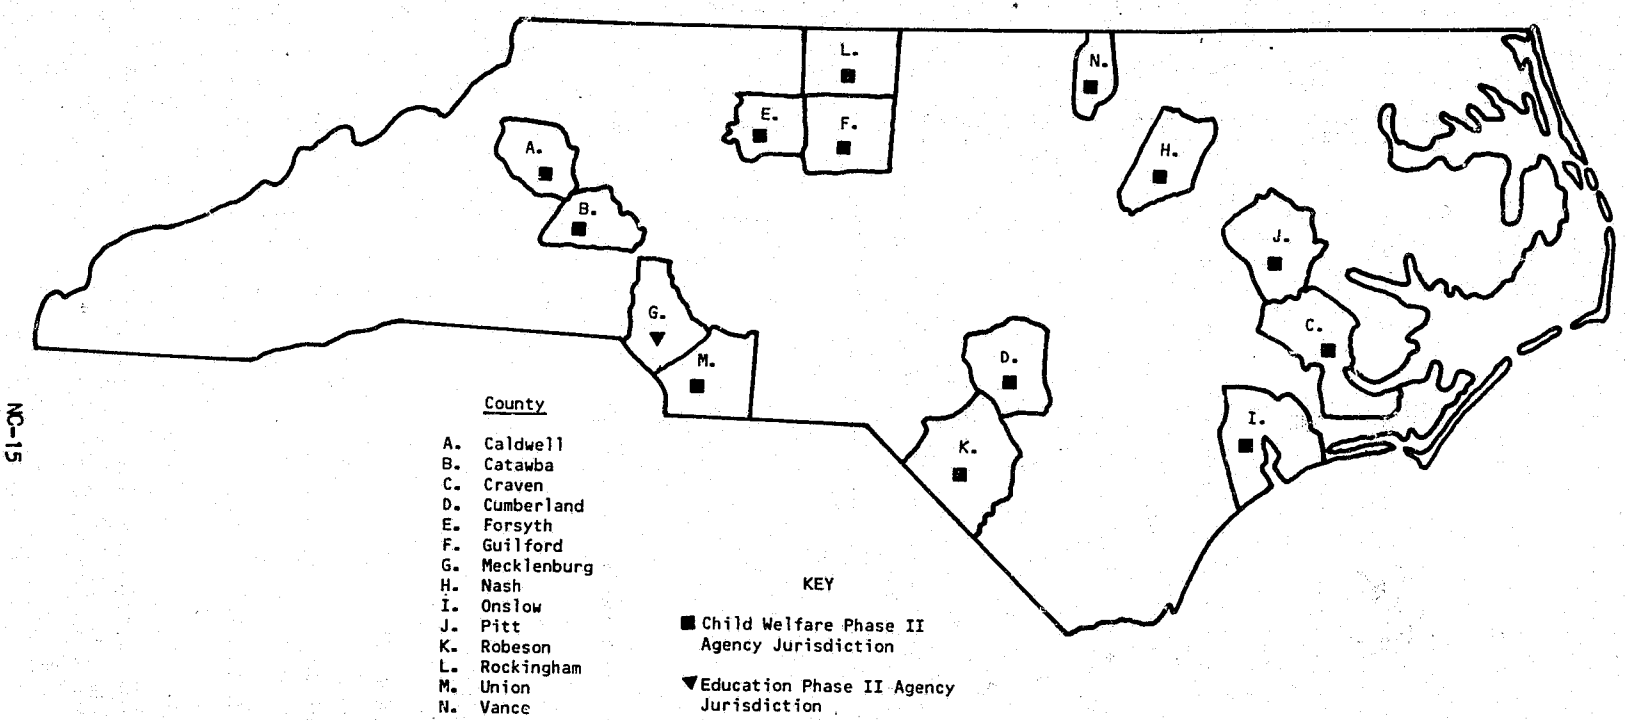 L.
N.
E.
F.
A.
H.
B.
J.
G.
C.
M.
D.
I.
K.
NC-15
County
A. Caldwell
B. Catawba
C. Craven
D. Cumberland
E. Forsyth
F. Guilford
G. Mecklenburg
H. Nash
I. Onslow
J. Pitt
K. Robeson
L. Rockingham
M. Union
N. Vance
KEY
Child Welfare Phase II
Agency Jurisdiction
Education Phase II Agency
Jurisdiction